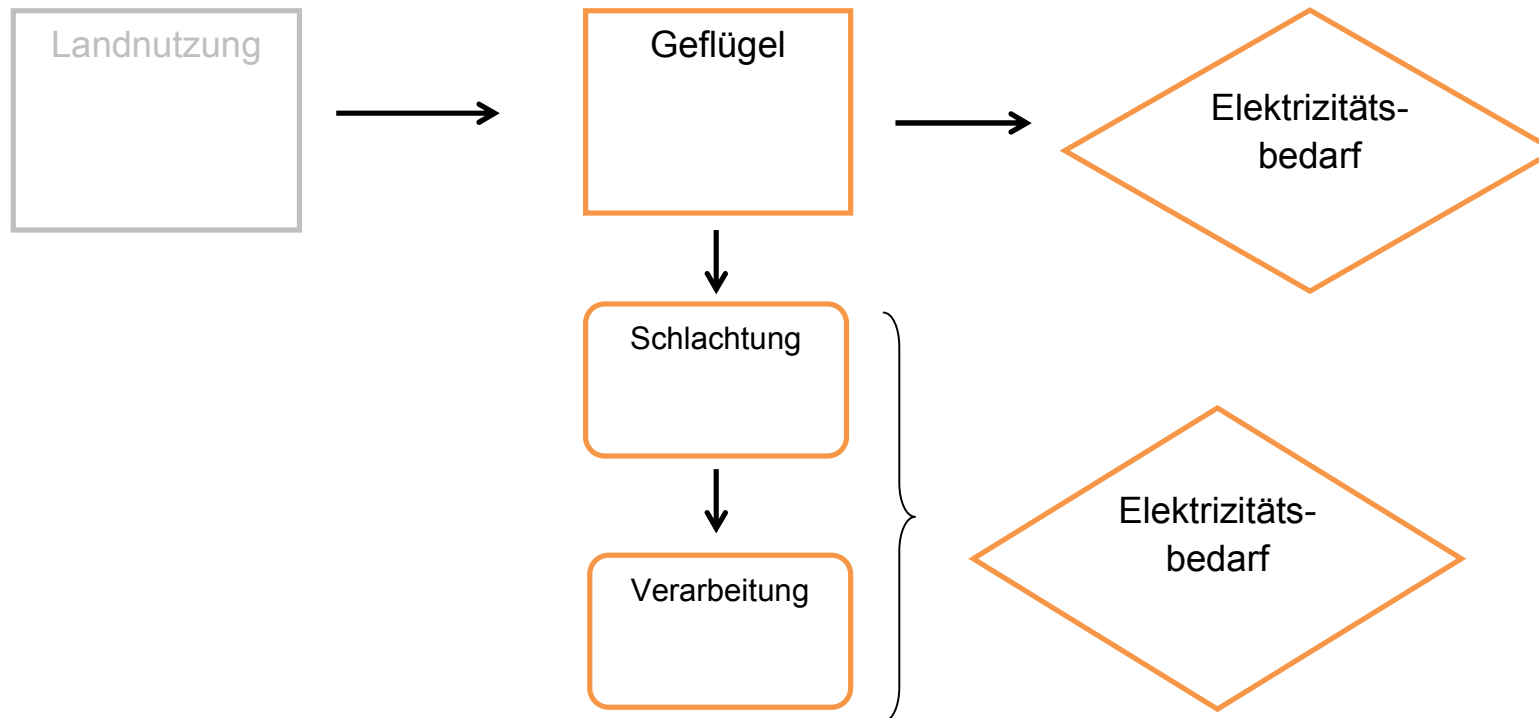 Landnutzung
Geflügel
Elektrizitäts-
bedarf
Schlachtung
Elektrizitäts-
bedarf
Verarbeitung